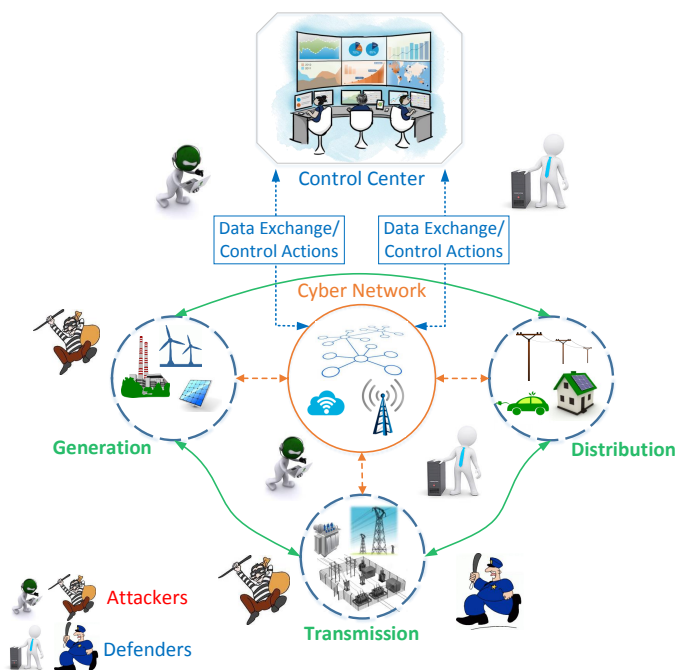 Control Center
Data Exchange/
Control Actions
Data Exchange/
Control Actions
Cyber Network
Generation
Distribution
Transmission
Attackers
Defenders